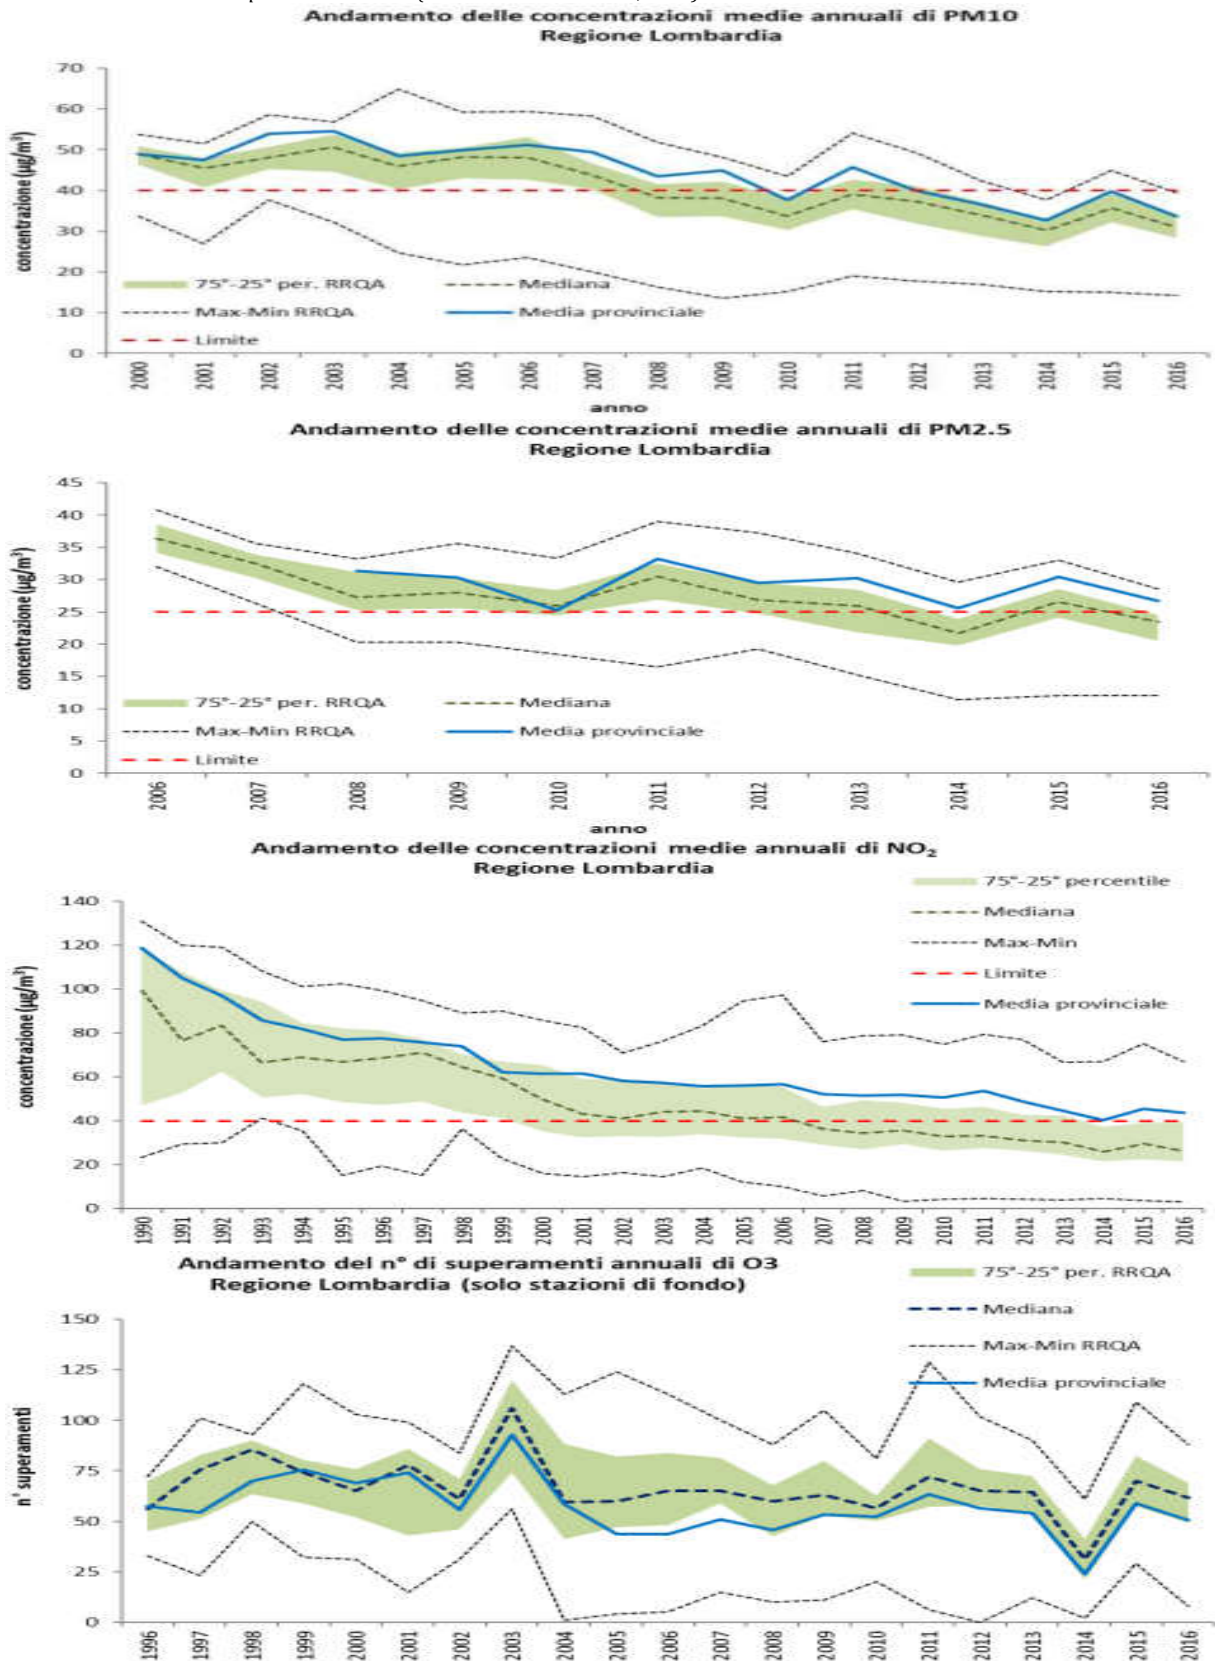 Andamento delle concentrazioni medie annuali di PM10
Regione Lombardia
concentrazione (µg/m³)
70
60
50
40
30
20
10
0
75°-25° per. RRQA
Mediana
Max-Min RRQA
Media provinciale
Limite
2000 2001 2002 2003 2004 2005 2006 2007 2008 2009 2010 2011 2012 2013 2014 2015 2016
anno
Andamento delle concentrazioni medie annuali di PM2.5
Regione Lombardia
concentrazione (µg/m³)
45
40
35
30
25
20
15
10
5
0
75°-25° per. RRQA
Mediana
Max-Min RRQA
Media provinciale
Limite
2006 2007 2008 2009 2010 2011 2012 2013 2014 2015 2016
anno
Andamento delle concentrazioni medie annuali di NO₂
Regione Lombardia
concentrazione (µg/m³)
140
120
100
80
60
40
20
0
75°-25° percentile
Mediana
Max-Min
Limite
Media provinciale
1990 1991 1992 1993 1994 1995 1996 1997 1998 1999 2000 2001 2002 2003 2004 2005 2006 2007 2008 2009 2010 2011 2012 2013 2014 2015 2016
Andamento del n° di superamenti annuali di O3
Regione Lombardia (solo stazioni di fondo)
n° superamenti
150
125
100
75
50
25
0
75°-25° per. RRQA
Mediana
Max-Min RRQA
Media provinciale
1996 1997 1998 1999 2000 2001 2002 2003 2004 2005 2006 2007 2008 2009 2010 2011 2012 2013 2014 2015 2016